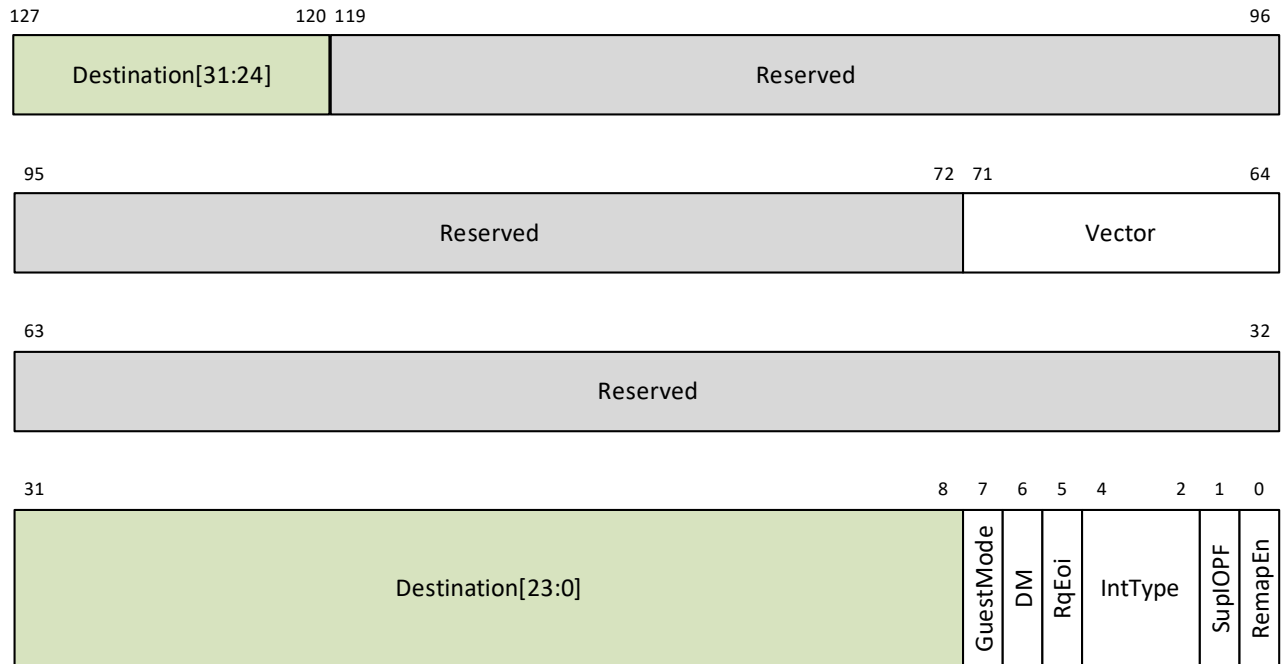 127 120 119 96
Destination[31:24] Reserved
95 72 71 64
Reserved Vector
63 32
Reserved
31 8 7 6 5 4 2 1 0
Destination[23:0] GuestMode DM RqEoi IntType SupIOPF RemapEn